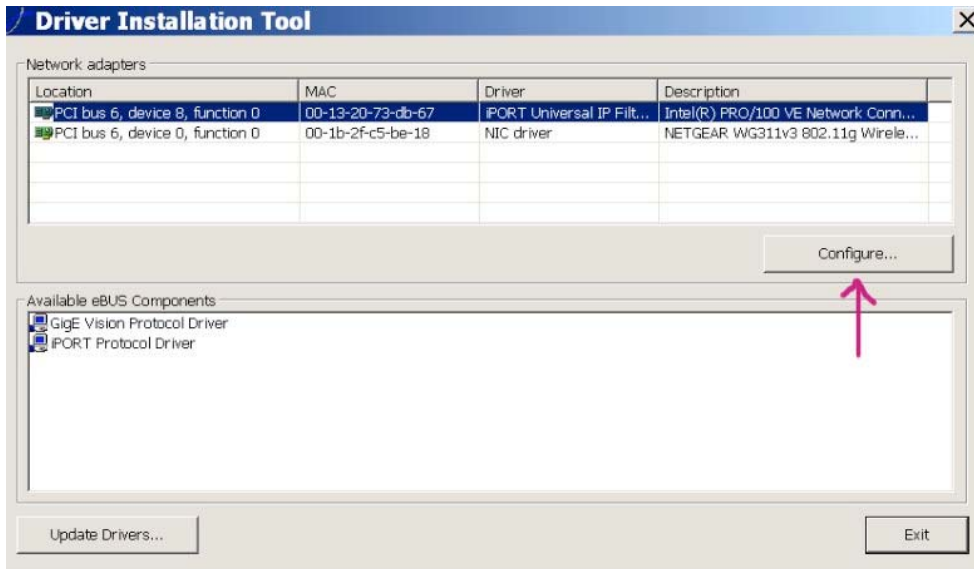 Driver Installation Tool
Network adapters
Location MAC Driver Description
PCI bus 6, device 8, function 0 00-13-20-73-db-67 iPORT Universal IP Filt... Intel(R) PRO/100 VE Network Conn...
PCI bus 6, device 0, function 0 00-1b-2f-c5-be-18 NIC driver NETGEAR WG311v3 802.11g Wirele...
Configure...
Available eBUS Components
GigE Vision Protocol Driver
iPORT Protocol Driver
Update Drivers... Exit